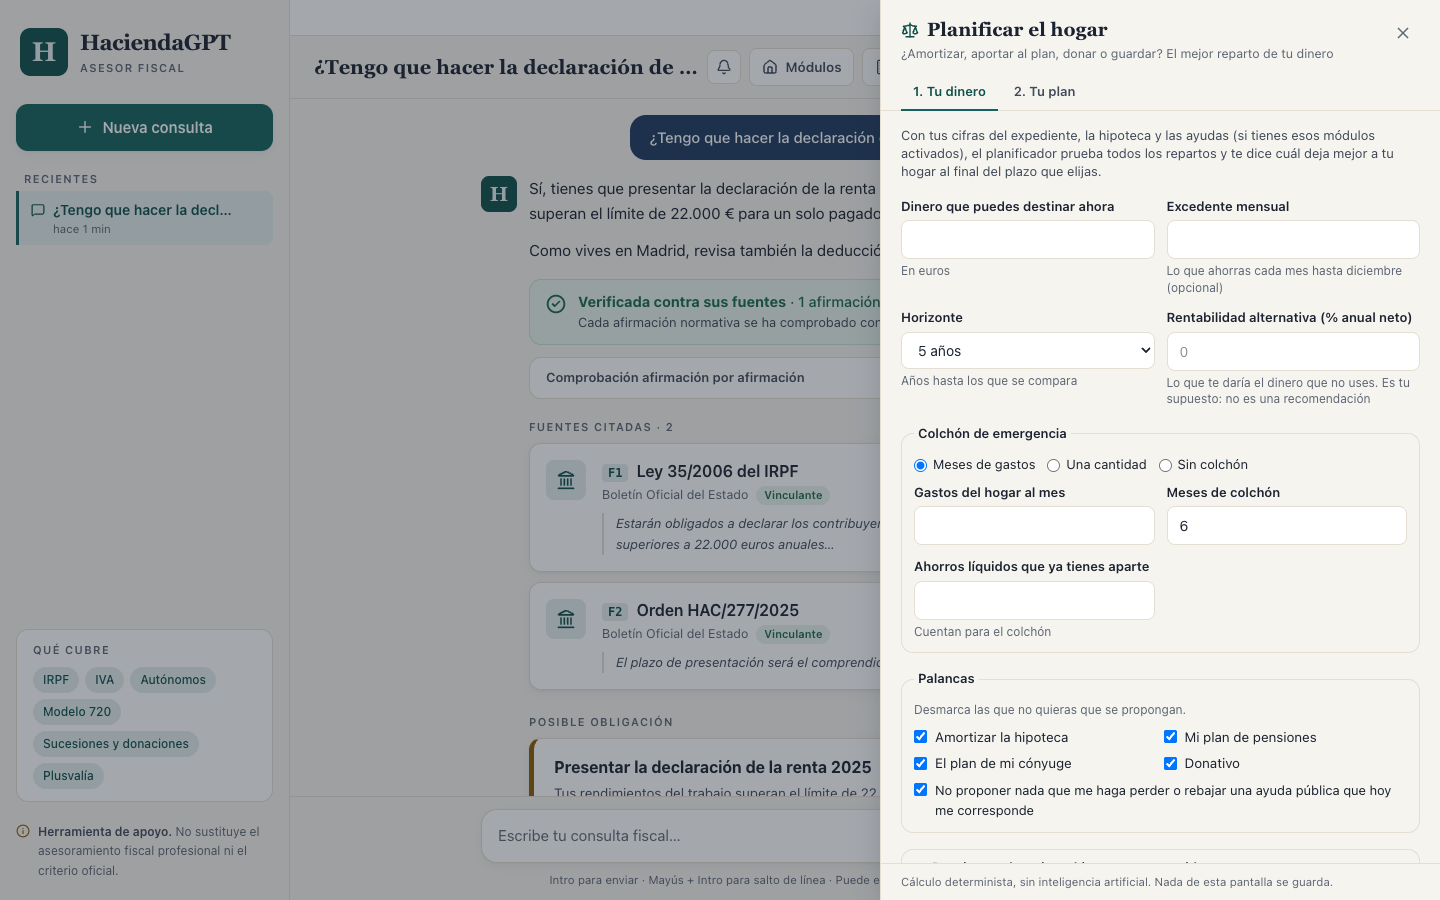 H
HaciendaGPT
ASESOR FISCAL
Nueva consulta
RECIENTES
¿Tengo que hacer la decl...
hace 1 min
QUÉ CUBRE
IRPF
IVA
Autónomos
Modelo 720
Sucesiones y donaciones
Plusvalía
Herramienta de apoyo. No sustituye el
asesoramiento fiscal profesional ni el
criterio oficial.
¿Tengo que hacer la declaración de ...
Módulos
¿Tengo que hacer la declaración
H
Sí, tienes que presentar la declaración de la renta
superan el límite de 22.000 € para un solo pagado
Como vives en Madrid, revisa también la deducció
Verificada contra sus fuentes · 1 afirmación
Cada afirmación normativa se ha comprobado con
Comprobación afirmación por afirmación
FUENTES CITADAS · 2
F1 Ley 35/2006 del IRPF
Boletín Oficial del Estado Vinculante
Estarán obligados a declarar los contribuyen
superiores a 22.000 euros anuales...
F2 Orden HAC/277/2025
Boletín Oficial del Estado Vinculante
El plazo de presentación será el comprendid
POSIBLE OBLIGACIÓN
Presentar la declaración de la renta 2025
Tus rendimientos del trabajo superan el límite de 22
Escribe tu consulta fiscal...
Intro para enviar · Mayús + Intro para salto de línea · Puede e
Planificar el hogar
¿Amortizar, aportar al plan, donar o guardar? El mejor reparto de tu dinero
1. Tu dinero
2. Tu plan
Con tus cifras del expediente, la hipoteca y las ayudas (si tienes esos módulos
activados), el planificador prueba todos los repartos y te dice cuál deja mejor a tu
hogar al final del plazo que elijas.
Dinero que puedes destinar ahora
En euros
Excedente mensual
Lo que ahorras cada mes hasta diciembre
(opcional)
Horizonte
5 años
Años hasta los que se compara
Rentabilidad alternativa (% anual neto)
0
Lo que te daría el dinero que no uses. Es tu
supuesto: no es una recomendación
Colchón de emergencia
Meses de gastos
Una cantidad
Sin colchón
Gastos del hogar al mes
Meses de colchón
6
Ahorros líquidos que ya tienes aparte
Cuentan para el colchón
Palancas
Desmarca las que no quieras que se propongan.
Amortizar la hipoteca
Mi plan de pensiones
El plan de mi cónyuge
Donativo
No proponer nada que me haga perder o rebajar una ayuda pública que hoy
me corresponde
Cálculo determinista, sin inteligencia artificial. Nada de esta pantalla se guarda.